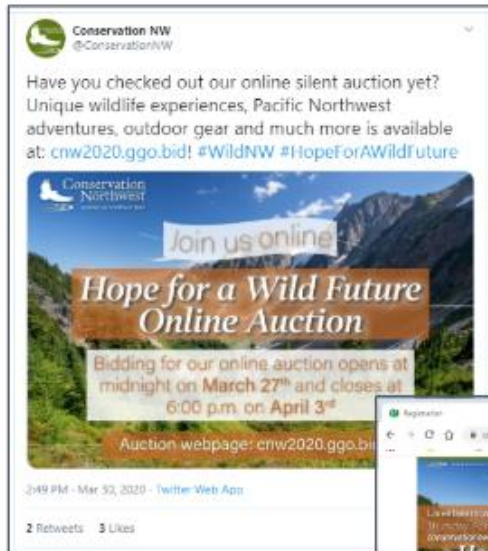 Conservation NW
@ConservationNW
Have you checked out our online silent auction yet?
Unique wildlife experiences, Pacific Northwest
adventures, outdoor gear and much more is available
at: cnw2020.ggo.bid! #WildNW #HopeForAWildFuture
Conservation
Northwest
Join us online
Hope for a Wild Future
Online Auction
Bidding for our online auction opens at
midnight on March 27th and closes at
6:00 p.m. on April 3rd
Auction webpage: cnw2020.ggo.bi
2:49 PM · Mar 30, 2020 · Twitter Web App
2 Retweets 3 Likes
Registration